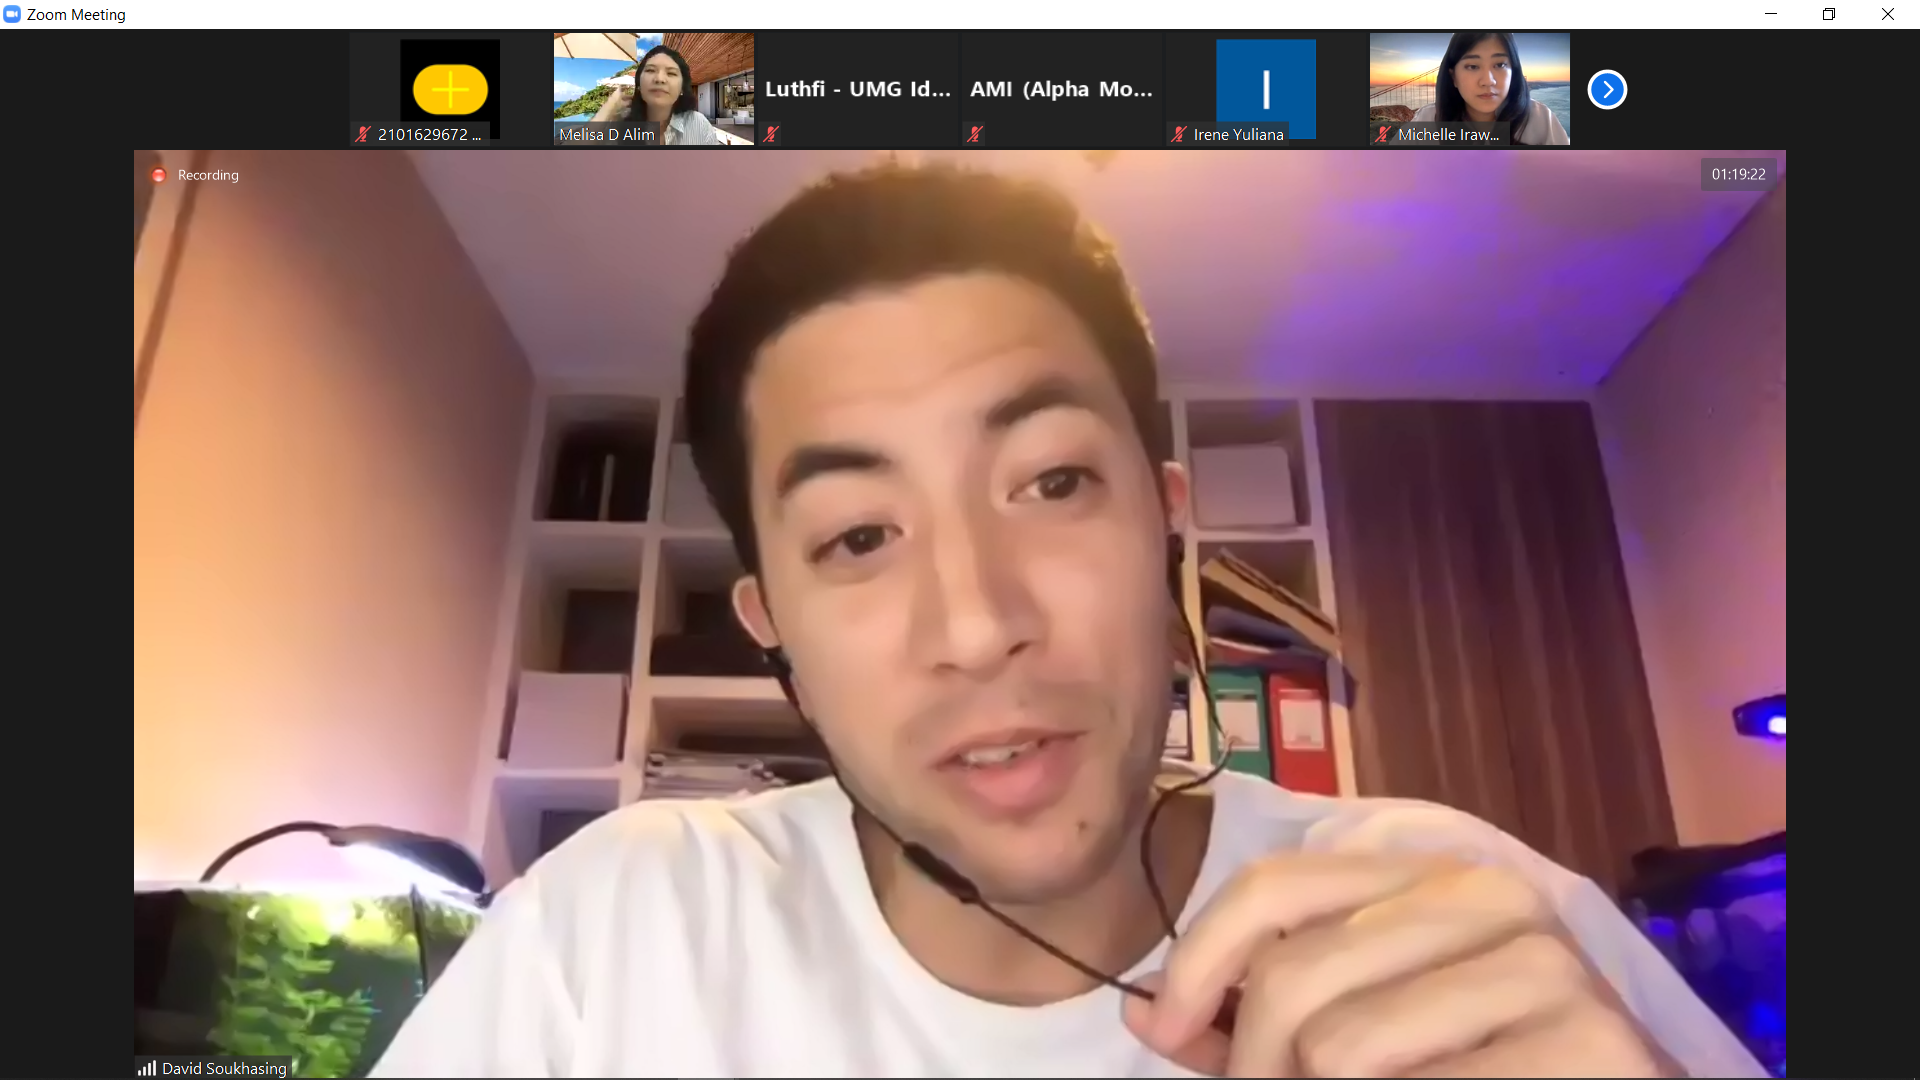 Zoom Meeting
2101629672 ...
Melisa D Alim
Luthfi - UMG Id...
AMI (Alpha Mo...
I
Irene Yuliana
Michelle Iraw...
Recording
01:19:22
David Soukhasing